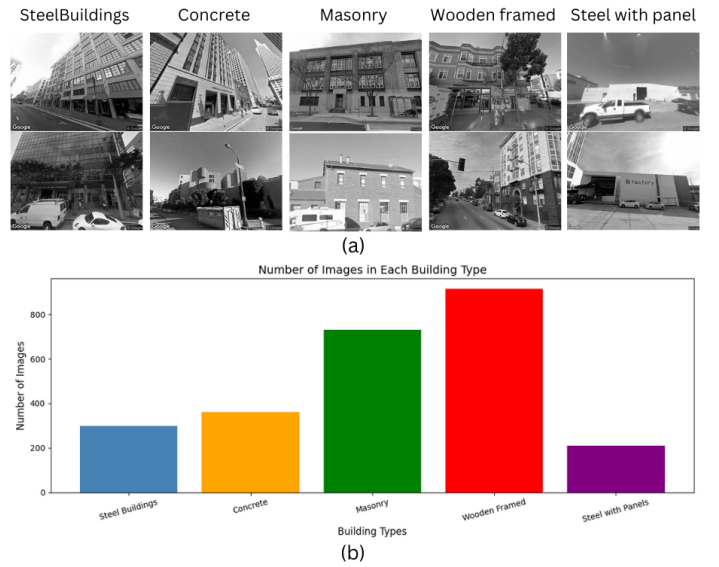 SteelBuildings Concrete Masonry Wooden framed Steel with panel
Google Google Google Google Google
Google Google Google Google Google
factory
(a)
Number of Images in Each Building Type
Number of Images
800
600
400
200
0
Steel Buildings Concrete Masonry Wooden Framed Steel with Panels
Building Types
(b)